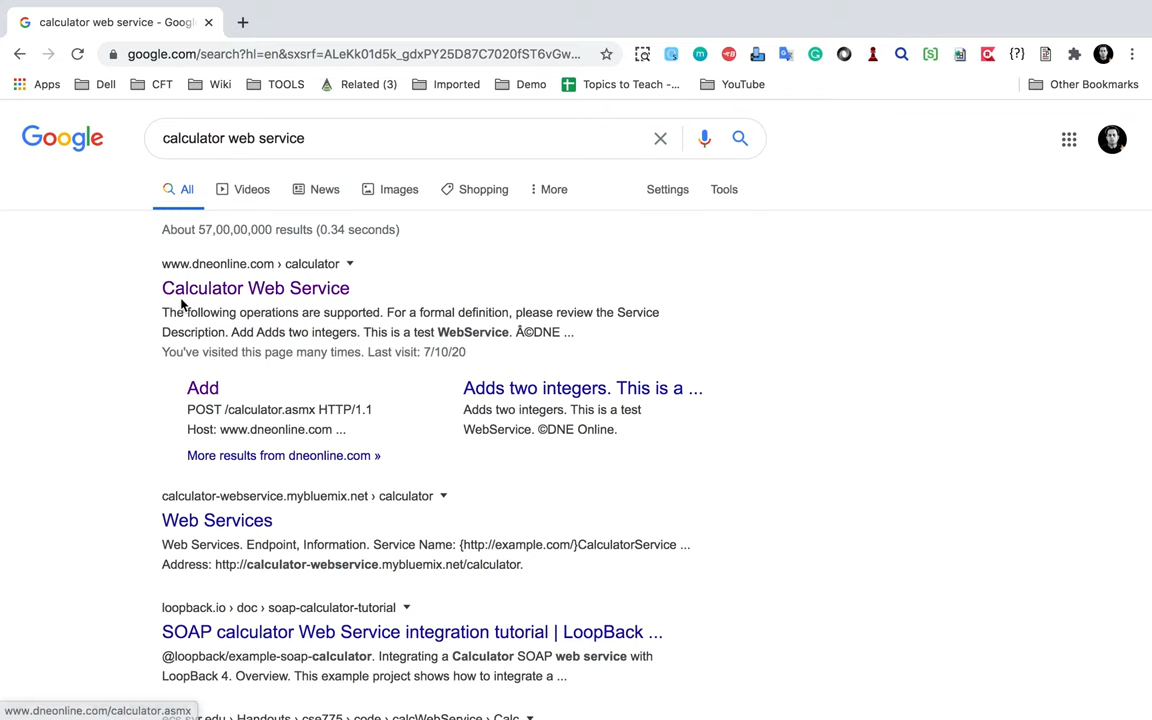 calculator web service - Goog
google.com/search?hl=en&sxsrf=ALeKk01d5k_gdxPY25D87C7020fST6vGw...
Apps Dell CFT Wiki TOOLS Related (3) Imported Demo Topics to Teach -... YouTube Other Bookmarks
Google calculator web service
All Videos News Images Shopping More Settings Tools
About 57,00,00,000 results (0.34 seconds)
www.dneonline.com › calculator
Calculator Web Service
The following operations are supported. For a formal definition, please review the Service
Description. Add Adds two integers. This is a test WebService. Â©DNE ...
You've visited this page many times. Last visit: 7/10/20
Add Adds two integers. This is a ...
POST /calculator.asmx HTTP/1.1 Adds two integers. This is a test
Host: www.dneonline.com ... WebService. ©DNE Online.
More results from dneonline.com »
calculator-webservice.mybluemix.net › calculator
Web Services
Web Services. Endpoint, Information. Service Name: {http://example.com/}CalculatorService ...
Address: http://calculator-webservice.mybluemix.net/calculator.
loopback.io › doc › soap-calculator-tutorial
SOAP calculator Web Service integration tutorial | LoopBack ...
@loopback/example-soap-calculator. Integrating a Calculator SOAP web service with
LoopBack 4. Overview. This example project shows how to integrate a ...
www.dneonline.com/calculator.asmx
ecs.syr.edu › Handouts › cse775 › code › calcWebService › Calc